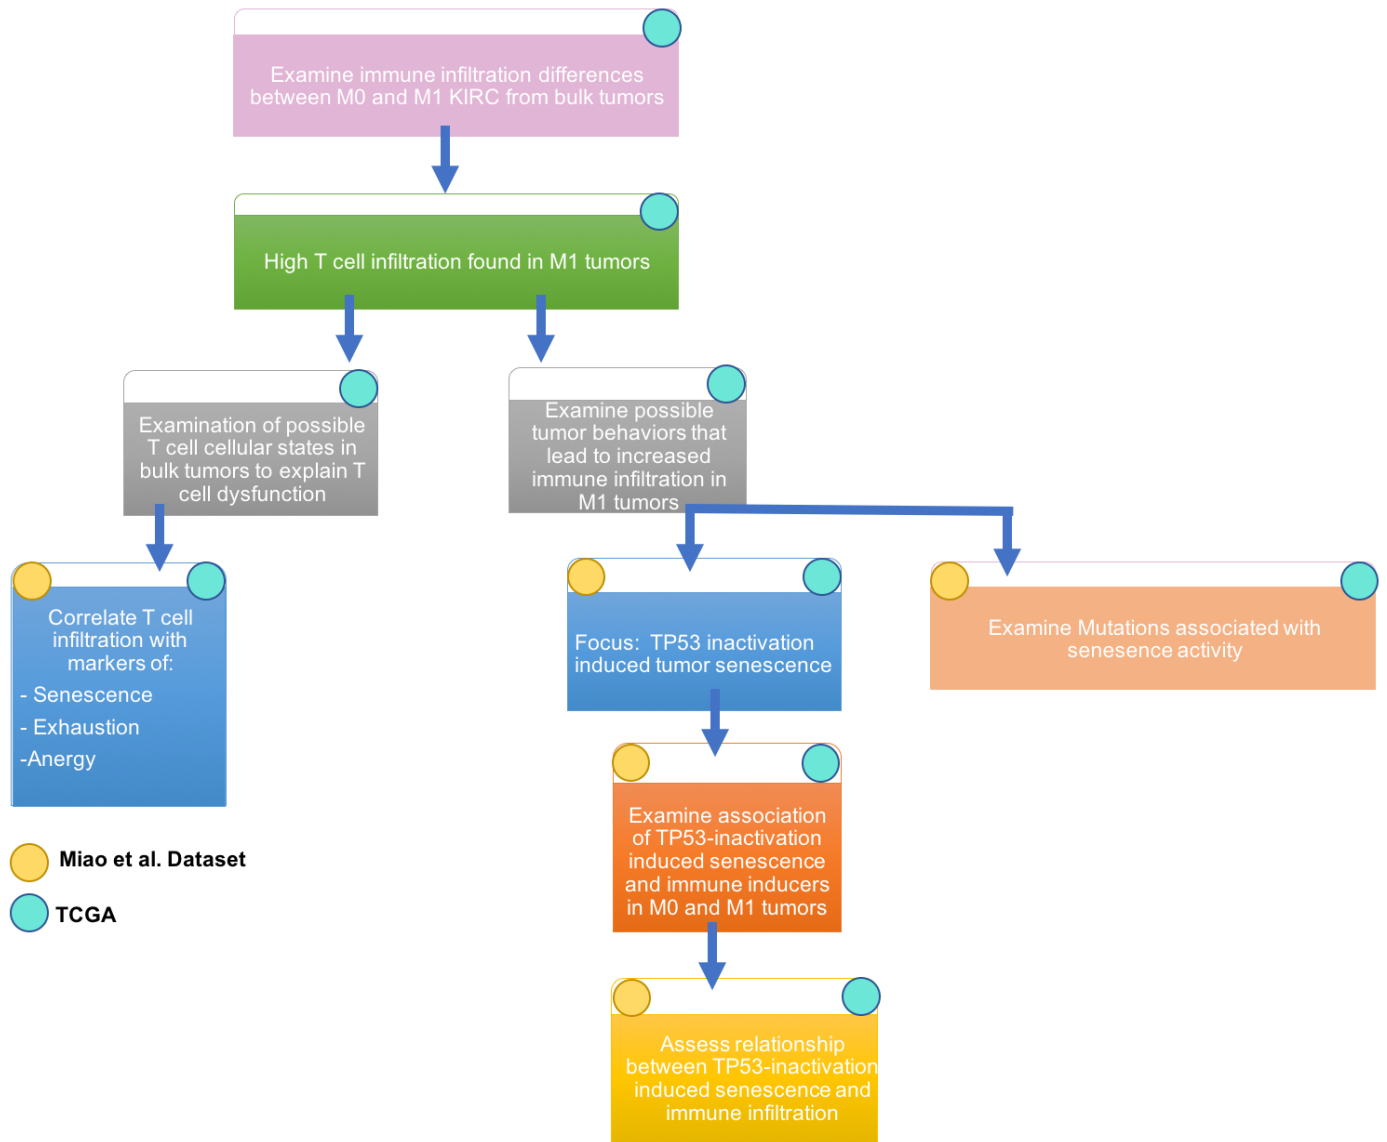 Examine immune infiltration differences
between M0 and M1 KIRC from bulk tumors
High T cell infiltration found in M1 tumors
Examination of possible
T cell cellular states in
bulk tumors to explain T
cell dysfunction
Examine possible
tumor behaviors that
lead to increased
immune infiltration in
M1 tumors
Correlate T cell
infiltration with
markers of:
- Senescence
- Exhaustion
-Anergy
Focus:  TP53 inactivation
induced tumor senescence
Examine Mutations associated with
senesence activity
Examine association
of TP53-inactivation
induced senescence
and immune inducers
in M0 and M1 tumors
Assess relationship
between TP53-inactivation
induced senescence and
immune infiltration
Miao et al. Dataset
TCGA